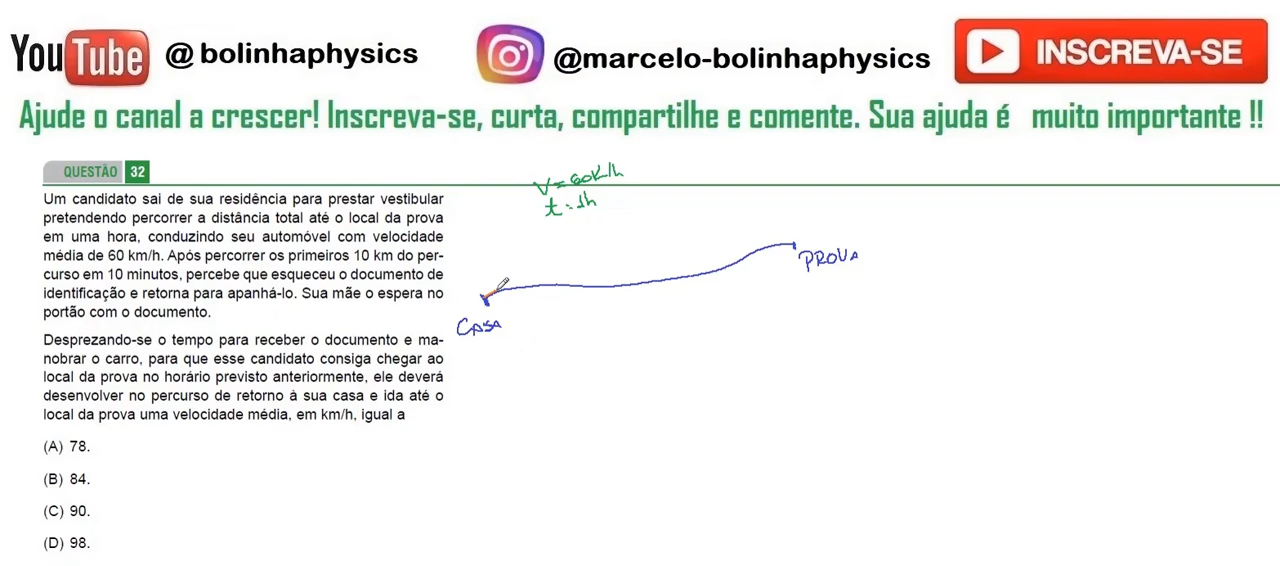 YouTube @ bolinhaphysics @marcelo-bolinhaphysics INSCREVA-SE
Ajude o canal a crescer! Inscreva-se, curta, compartilhe e comente. Sua ajuda é muito importante !!
QUESTÃO 32
Um candidato sai de sua residência para prestar vestibular
pretendendo percorrer a distância total até o local da prova
em uma hora, conduzindo seu automóvel com velocidade
média de 60 km/h. Após percorrer os primeiros 10 km do per-
curso em 10 minutos, percebe que esqueceu o documento de
identificação e retorna para apanhá-lo. Sua mãe o espera no
portão com o documento.
Desprezando-se o tempo para receber o documento e ma-
nobrar o carro, para que esse candidato consiga chegar ao
local da prova no horário previsto anteriormente, ele deverá
desenvolver no percurso de retorno à sua casa e ida até o
local da prova uma velocidade média, em km/h, igual a
(A) 78.
(B) 84.
(C) 90.
(D) 98.
V=60K/h
t=1h
PROVA
CASA